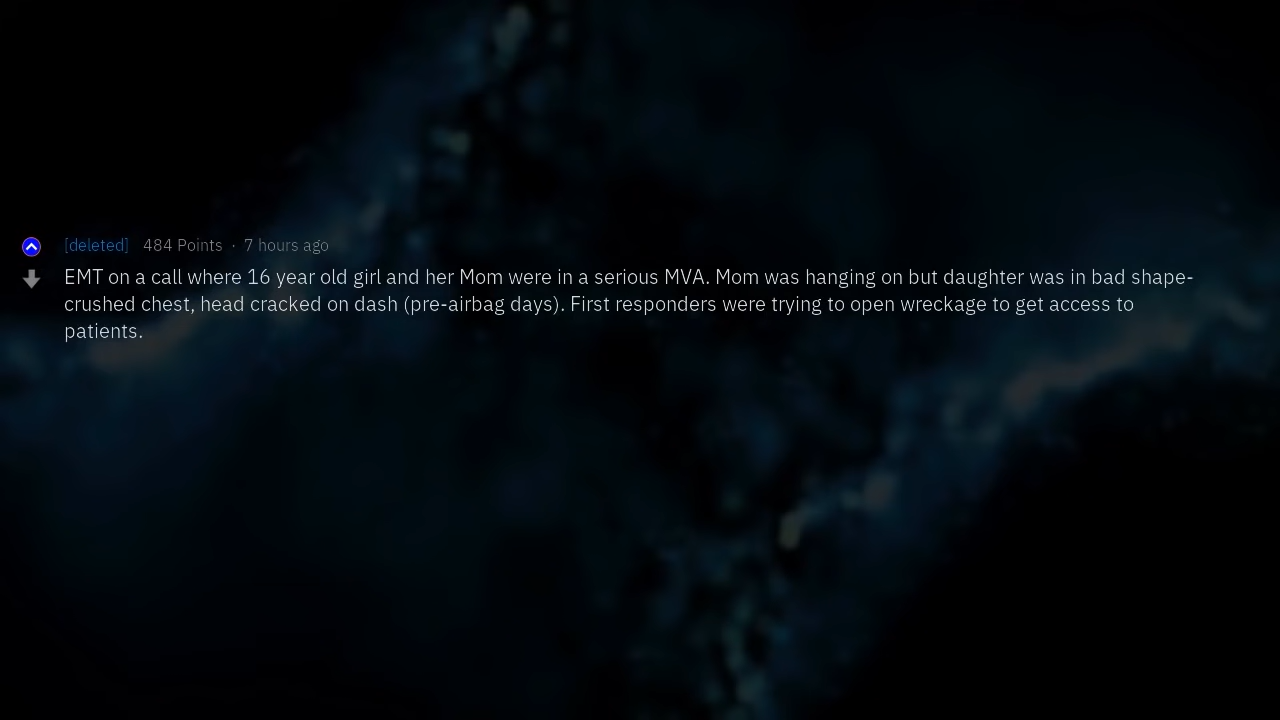 [deleted] 484 Points · 7 hours ago
EMT on a call where 16 year old girl and her Mom were in a serious MVA. Mom was hanging on but daughter was in bad shape-
crushed chest, head cracked on dash (pre-airbag days). First responders were trying to open wreckage to get access to
patients.